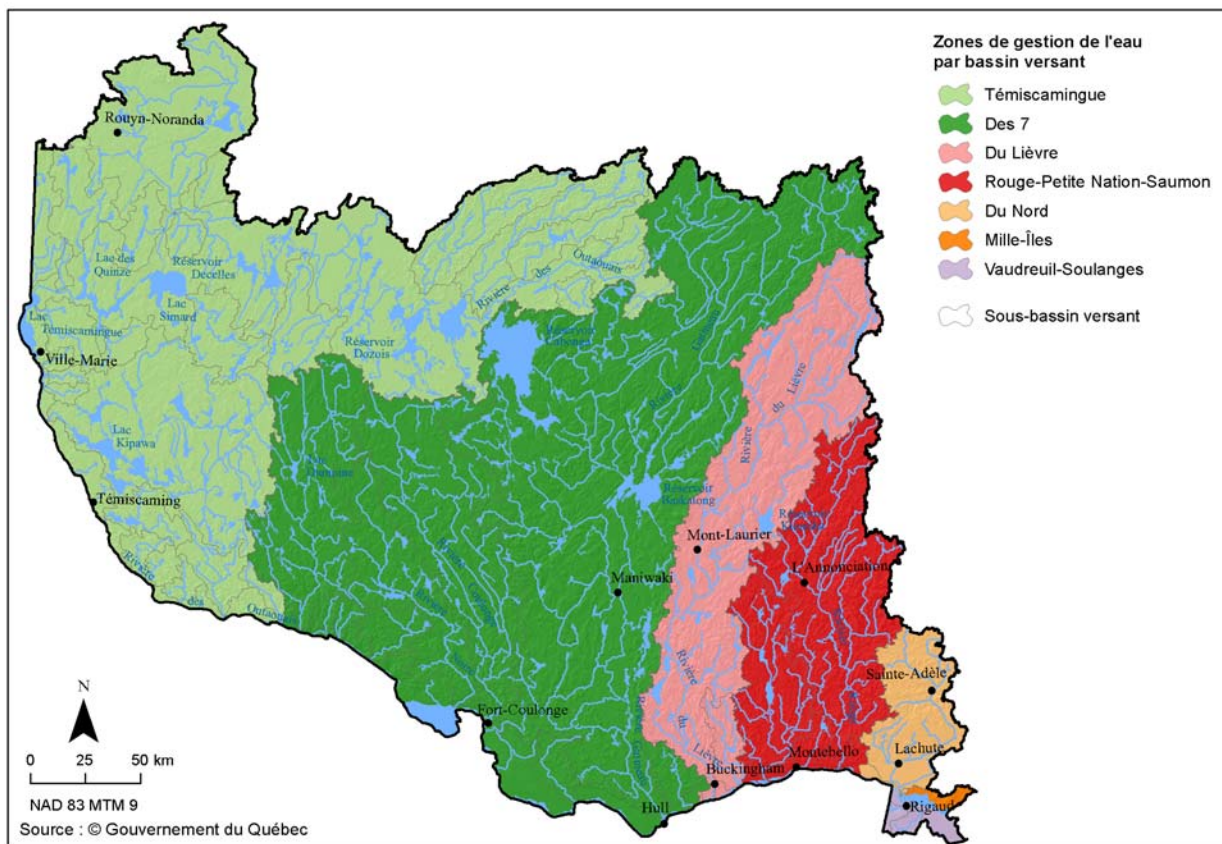 Zones de gestion de l'eau
par bassin versant
Témiscamingue
Des 7
Du Lièvre
Rouge-Petite Nation-Saumon
Du Nord
Mille-Îles
Vaudreuil-Soulanges
Sous-bassin versant
Rouyn-Noranda
Lac des
Quinze
Réservoir
Decelles
Lac
Simard
Lac
Témiscamingue
Ville-Marie
Rivière des Outaouais
Réservoir
Dozois
Réservoir
Cabonga
Lac
Kipawa
Témiscaming
Rivière des Outaouais
Réservoir
Baskatong
Rivière du Lièvre
Mont-Laurier
Réservoir
L'Annonciation
Maniwaki
Rivière
Rivière du Lièvre
Fort-Coulonge
Sainte-Adèle
Lachute
Montebello
Buckingham
Hull
Rigaud
N
0 25 50 km
NAD 83 MTM 9
Source : © Gouvernement du Québec